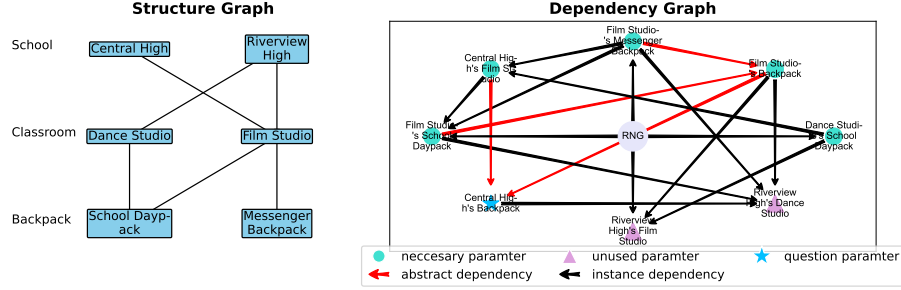 Structure Graph
School
Central High
Riverview
High
Classroom
Dance Studio
Film Studio
Backpack
School Dayp-
ack
Messenger
Backpack
Dependency Graph
Film Studio-
's Messenger
Backpack
Central Hig-
h's Film St-
udio
Film Studio-
's Backpack
Film Studio-
's School
Daypack
RNG
Dance Studi-
o's School
Daypack
Central Hig-
h's Backpack
Riverview
High's Dance
Studio
Riverview
High's Film
Studio
neccesary paramter
unused paramter
question paramter
abstract dependency
instance dependency